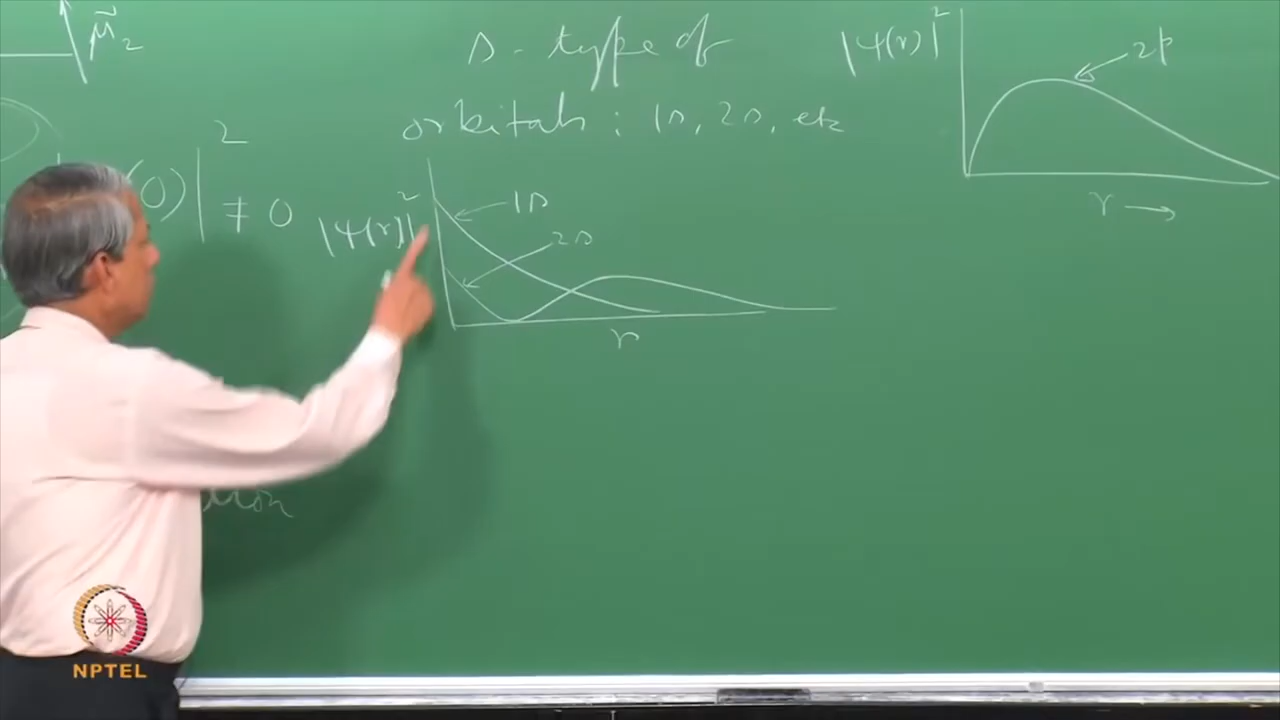 μ⃗₂
s-type of
orbitals: 1s, 2s, etc
(0)|² ≠ 0
|Ψ(r)|²
1s
2s
r
|Ψ(r)|²
2p
r →
NPTEL